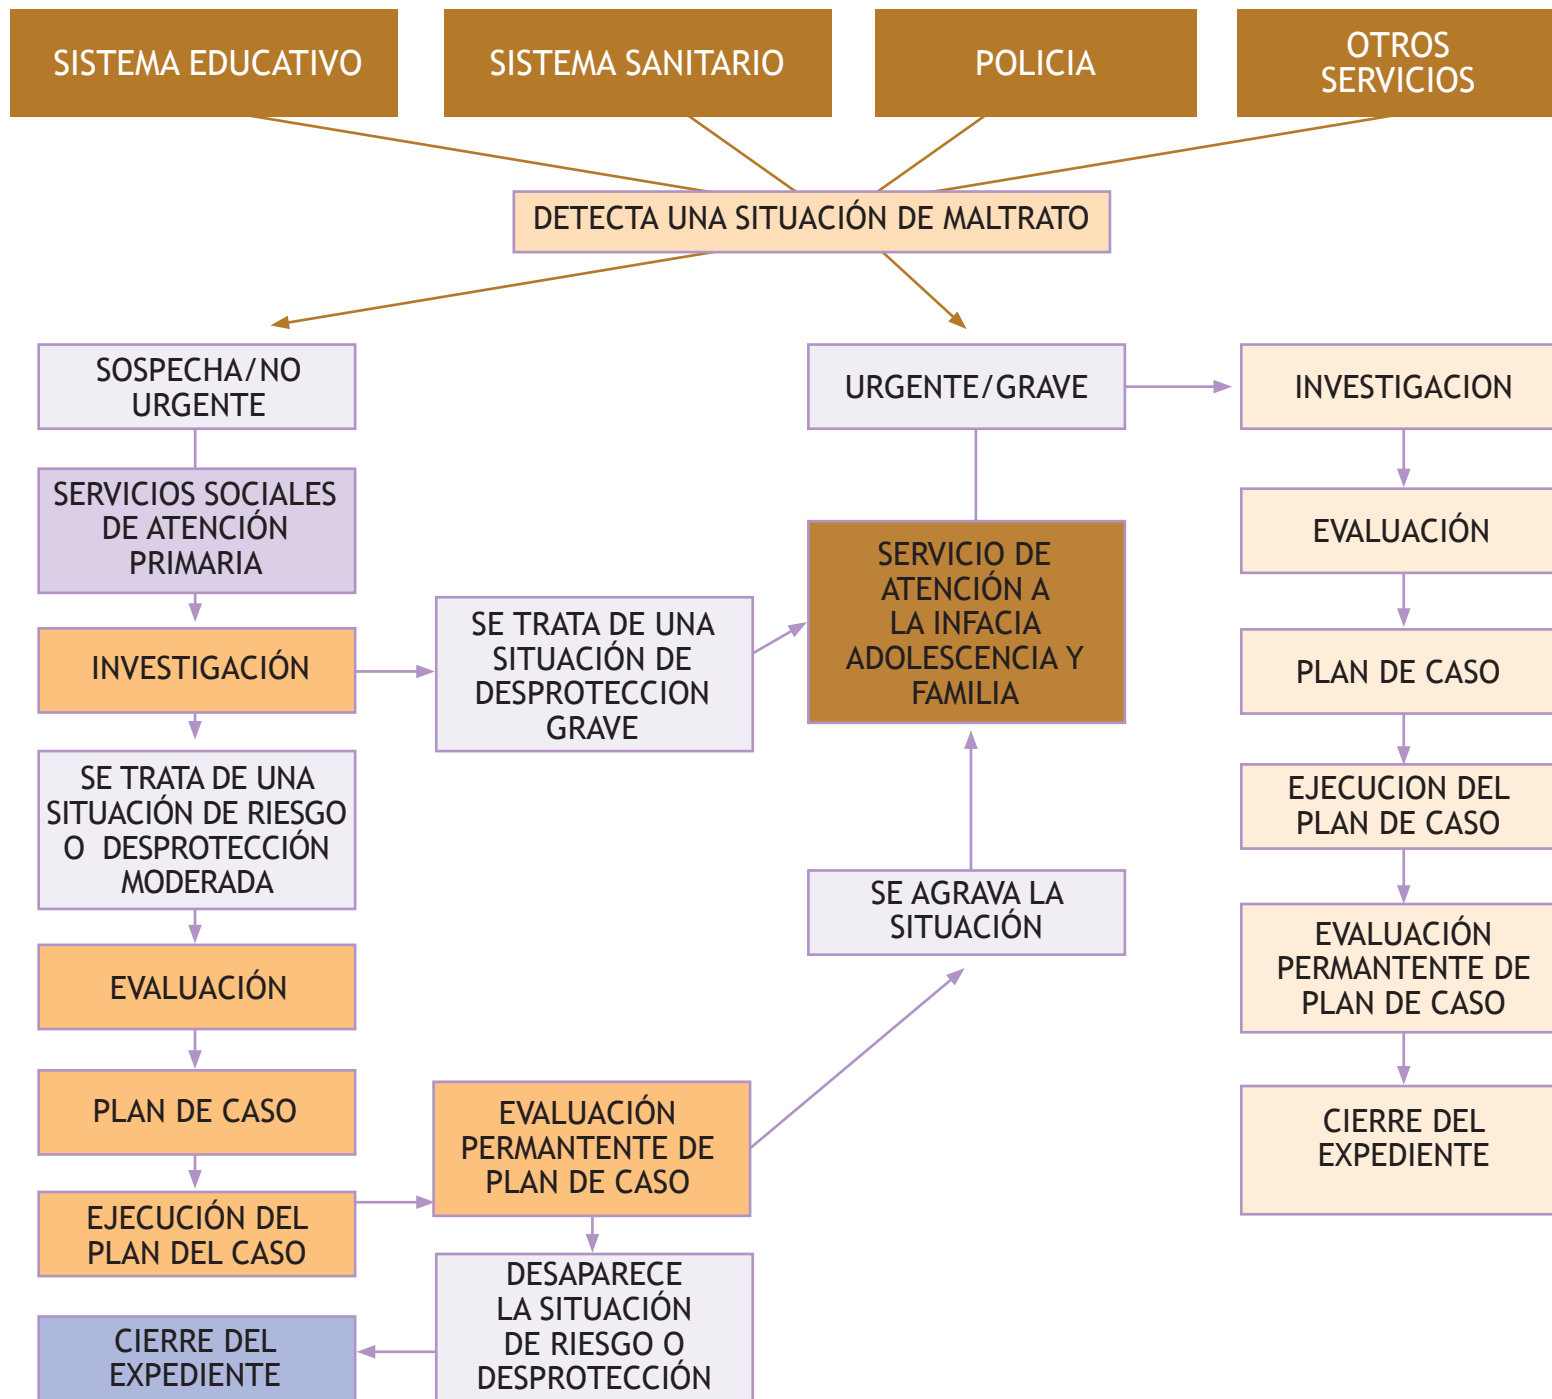 SISTEMA EDUCATIVO
SISTEMA SANITARIO
POLICIA
OTROS
SERVICIOS
DETECTA UNA SITUACIÓN DE MALTRATO
SOSPECHA/NO
URGENTE
URGENTE/GRAVE
INVESTIGACION
SERVICIOS SOCIALES
DE ATENCIÓN
PRIMARIA
EVALUACIÓN
SERVICIO DE
ATENCIÓN A
LA INFACIA
ADOLESCENCIA Y
FAMILIA
INVESTIGACIÓN
SE TRATA DE UNA
SITUACIÓN DE
DESPROTECCION
GRAVE
PLAN DE CASO
SE TRATA DE UNA
SITUACIÓN DE RIESGO
O DESPROTECCIÓN
MODERADA
EJECUCION DEL
PLAN DE CASO
SE AGRAVA LA
SITUACIÓN
EVALUACIÓN
PERMANTENTE DE
PLAN DE CASO
EVALUACIÓN
PLAN DE CASO
EVALUACIÓN
PERMANTENTE DE
PLAN DE CASO
CIERRE DEL
EXPEDIENTE
EJECUCIÓN DEL
PLAN DEL CASO
DESAPARECE
LA SITUACIÓN
DE RIESGO O
DESPROTECCIÓN
CIERRE DEL
EXPEDIENTE